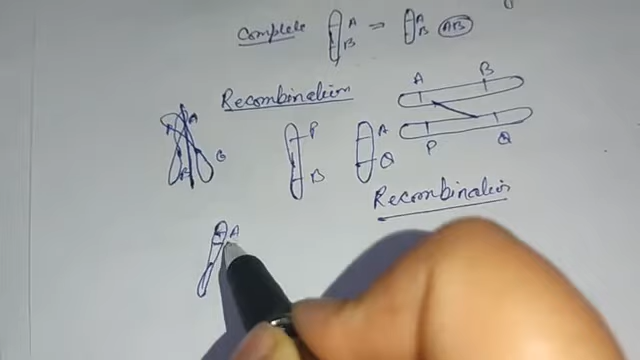 Complete A B = A B AB
Recombination
A B
P Q
A B Q
P B
A Q
Recombination
A